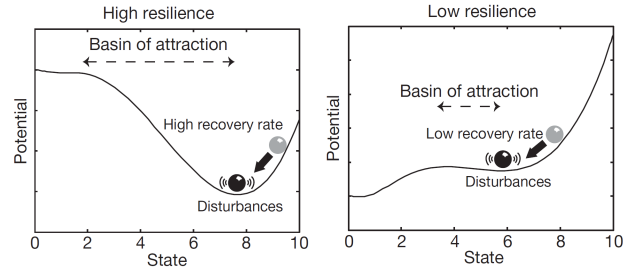 High resilience
Basin of attraction
High recovery rate
Disturbances
Potential
0 2 4 6 8 10
State
Low resilience
Basin of attraction
Low recovery rate
Disturbances
Potential
0 2 4 6 8 10
State